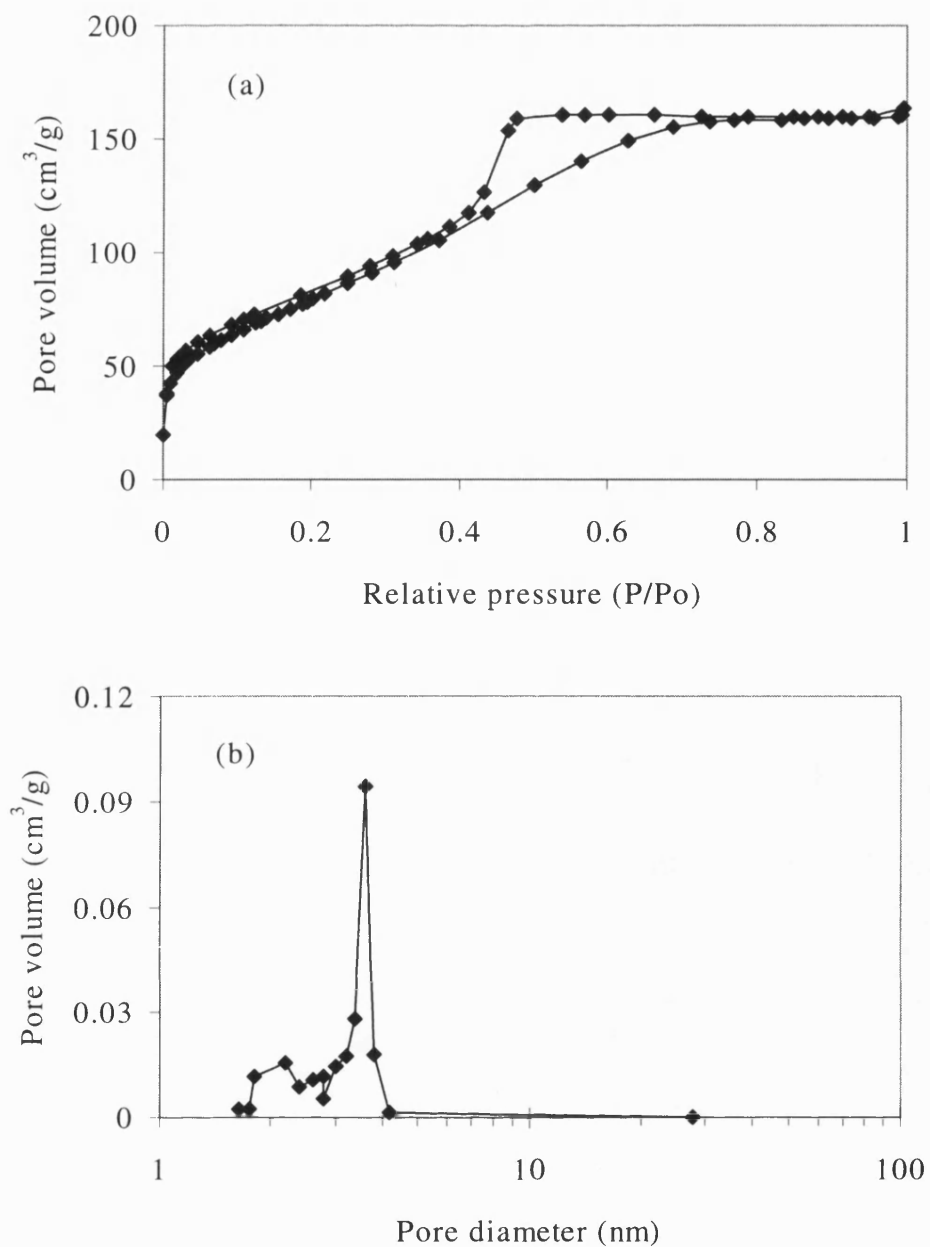 200
(a)
150
100
50
0
Pore volume (cm³/g)
0 0.2 0.4 0.6 0.8 1
Relative pressure (P/Po)
0.12
(b)
0.09
0.06
0.03
0
Pore volume (cm³/g)
1 10 100
Pore diameter (nm)